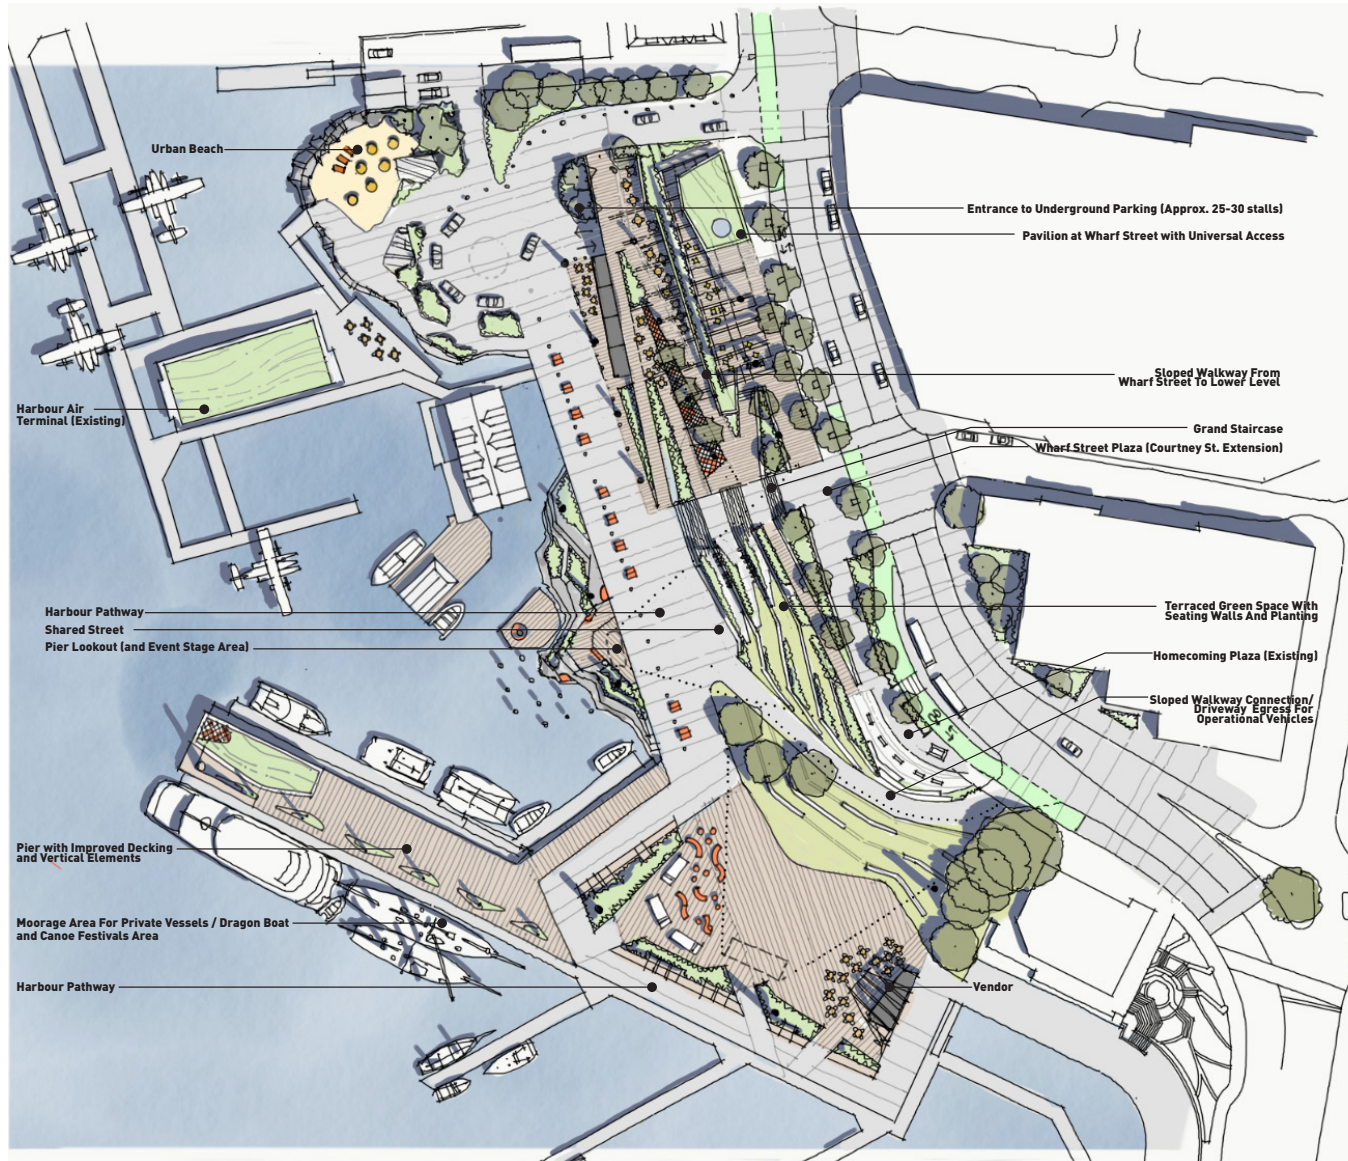 Urban Beach
Entrance to Underground Parking (Approx. 25-30 stalls)
Pavilion at Wharf Street with Universal Access
Sloped Walkway From
Wharf Street To Lower Level
Harbour Air
Terminal (Existing)
Grand Staircase
Wharf Street Plaza (Courtney St. Extension)
Harbour Pathway
Shared Street
Pier Lookout (and Event Stage Area)
Terraced Green Space With
Seating Walls And Planting
Homecoming Plaza (Existing)
Sloped Walkway Connection/
Driveway Egress For
Operational Vehicles
Pier with Improved Decking
and Vertical Elements
Moorage Area For Private Vessels / Dragon Boat
and Canoe Festivals Area
Harbour Pathway
Vendor